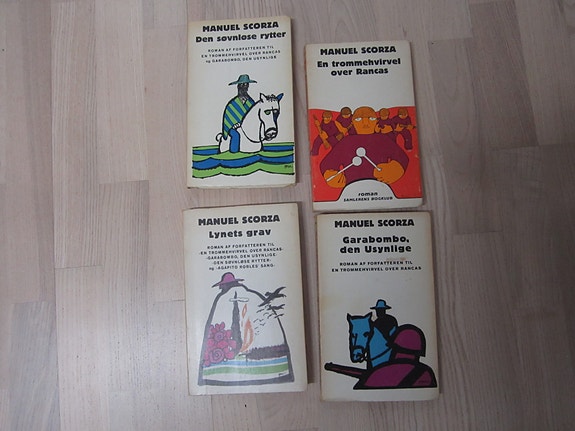 MANUEL SCORZA
Den søvnløse rytter
ROMAN AF FORFATTEREN TIL
EN TROMMEHVIRVEL OVER RANCAS
og GARABOMBO, DEN USYNLIGE
MANUEL SCORZA
En trommehvirvel
over Rancas
roman
SAMLERENS BOGKLUB
MANUEL SCORZA
Lynets grav
ROMAN AF FORFATTEREN TIL
·EN TROMMEHVIRVEL OVER RANCAS·
·GARABOMBO, DEN USYNLIGE·
·DEN SØVNLØSE RYTTER·
og ·AGAPITO ROBLES SANG·
MANUEL SCORZA
Garabombo,
den Usynlige
ROMAN AF FORFATTEREN TIL
EN TROMMEHVIRVEL OVER RANCAS